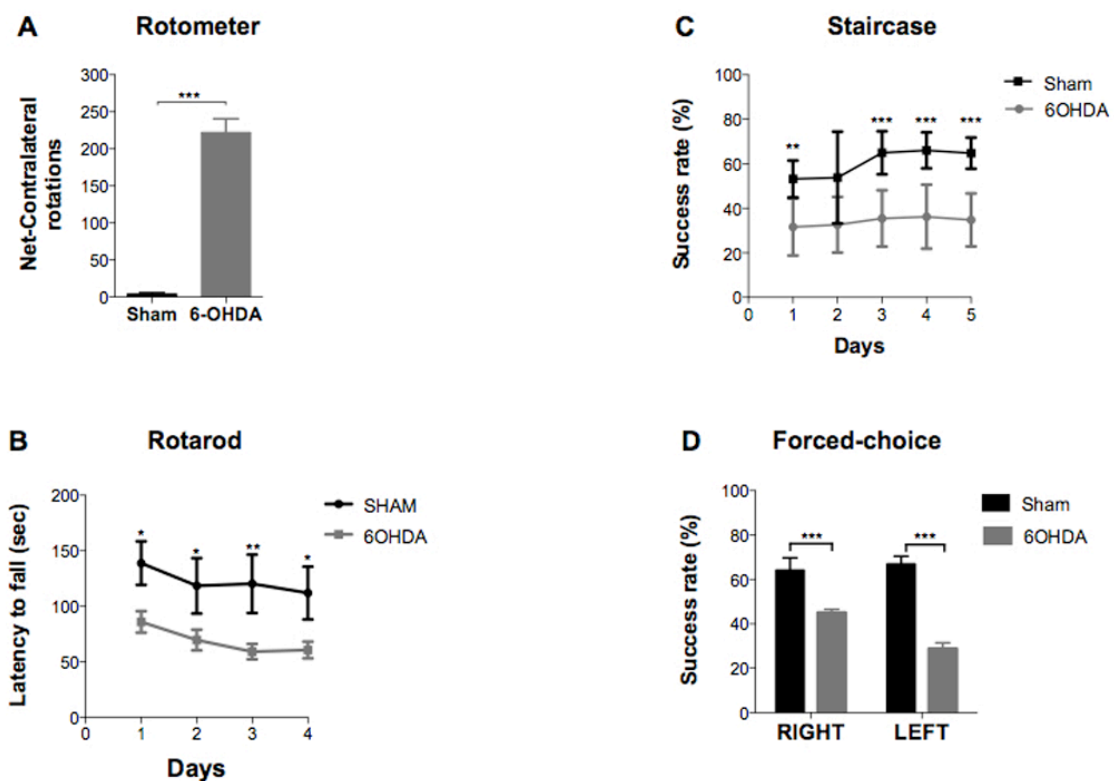 A Rotometer
Net-Contralateral
rotations
300
250
200
150
100
50
0
***
Sham 6-OHDA
B Rotarod
Latency to fall (sec)
200
150
100
50
0
* * ** *
0 1 2 3 4
Days
SHAM
6OHDA
C Staircase
Success rate (%)
100
80
60
40
20
0
** *** *** ***
0 1 2 3 4 5
Days
Sham
6OHDA
D Forced-choice
Success rate (%)
100
80
60
40
20
0
*** ***
RIGHT LEFT
Sham
6OHDA